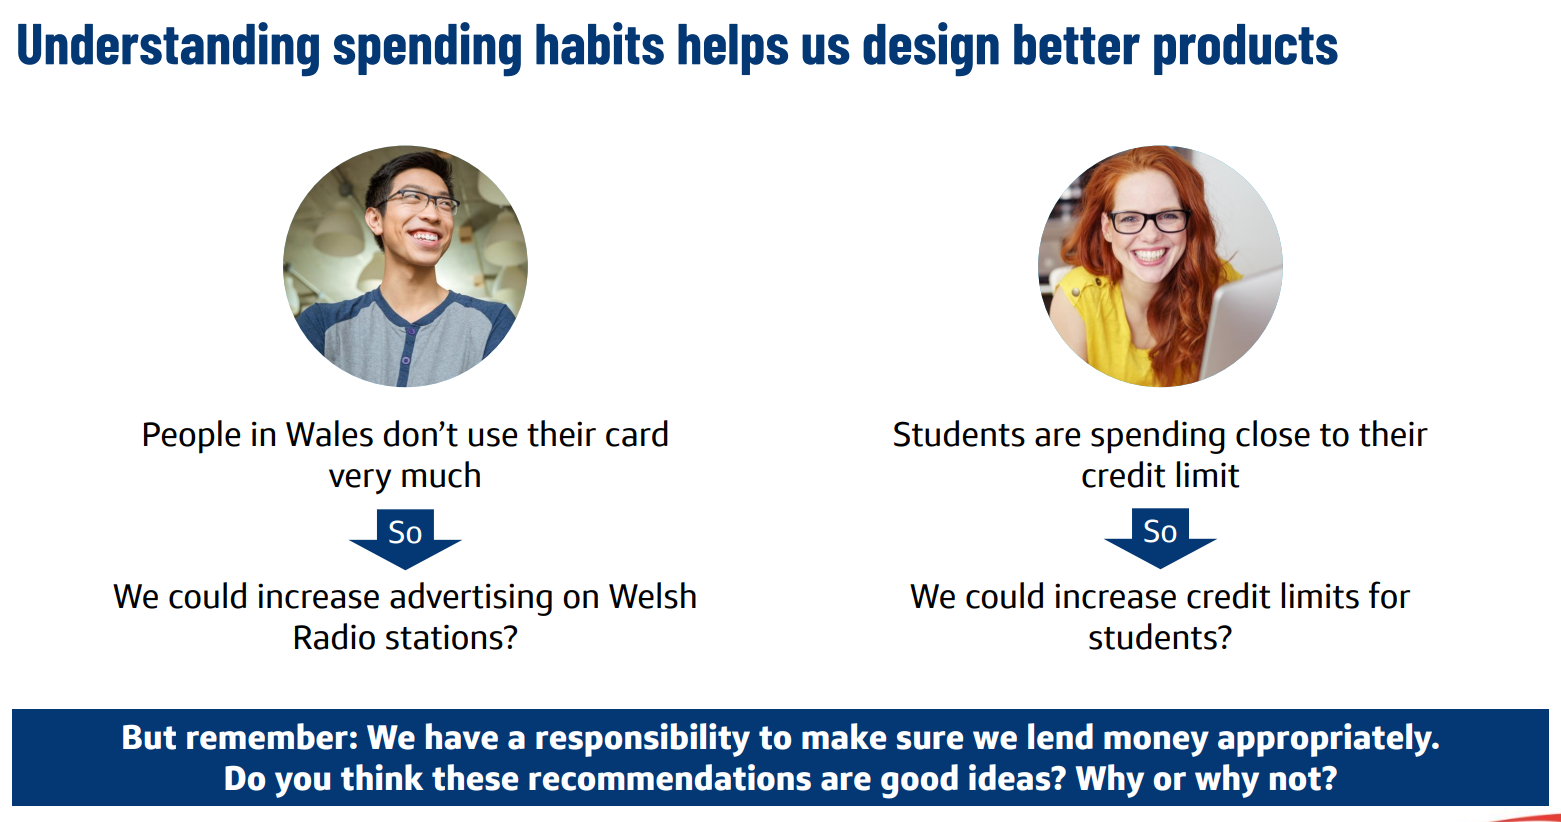 Understanding spending habits helps us design better products
People in Wales don’t use their card
very much
So
We could increase advertising on Welsh
Radio stations?
Students are spending close to their
credit limit
So
We could increase credit limits for
students?
But remember: We have a responsibility to make sure we lend money appropriately.
Do you think these recommendations are good ideas? Why or why not?